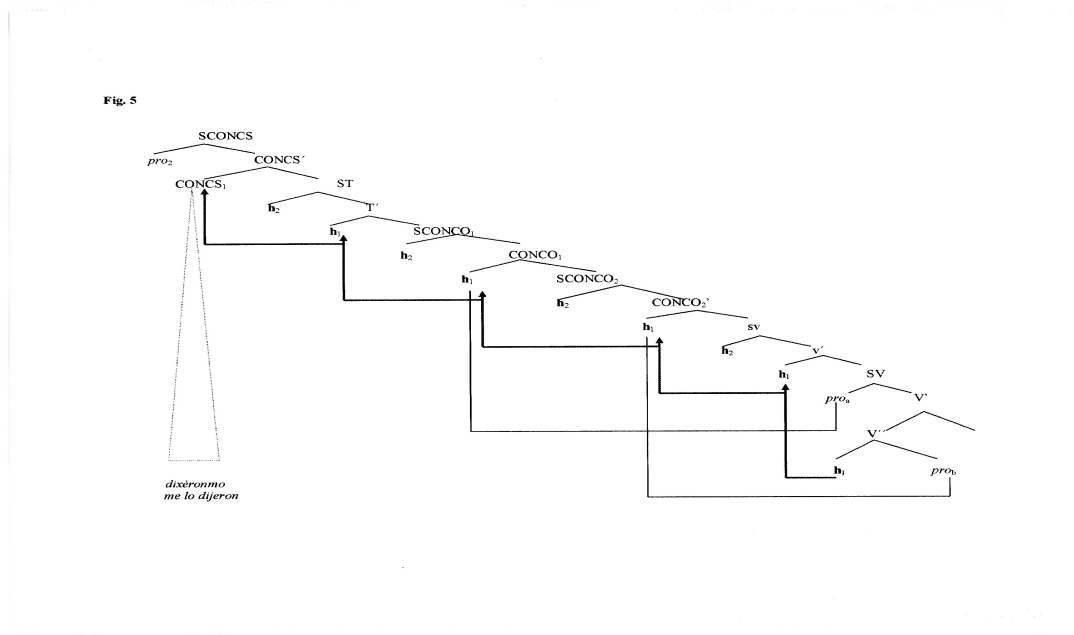 Fig. 5
SCONCS
pro₂ CONCS´
CONCS₁ ST
h₂ T´
h₁ SCONCO₁
h₂ CONCO₁
h₁ SCONCO₂
h₂ CONCO₂'
h₁ sv
h₂ v´
h₁ SV
proₐ V'
V´´
h₁ pro_b
dixéronmo
me lo dijeron